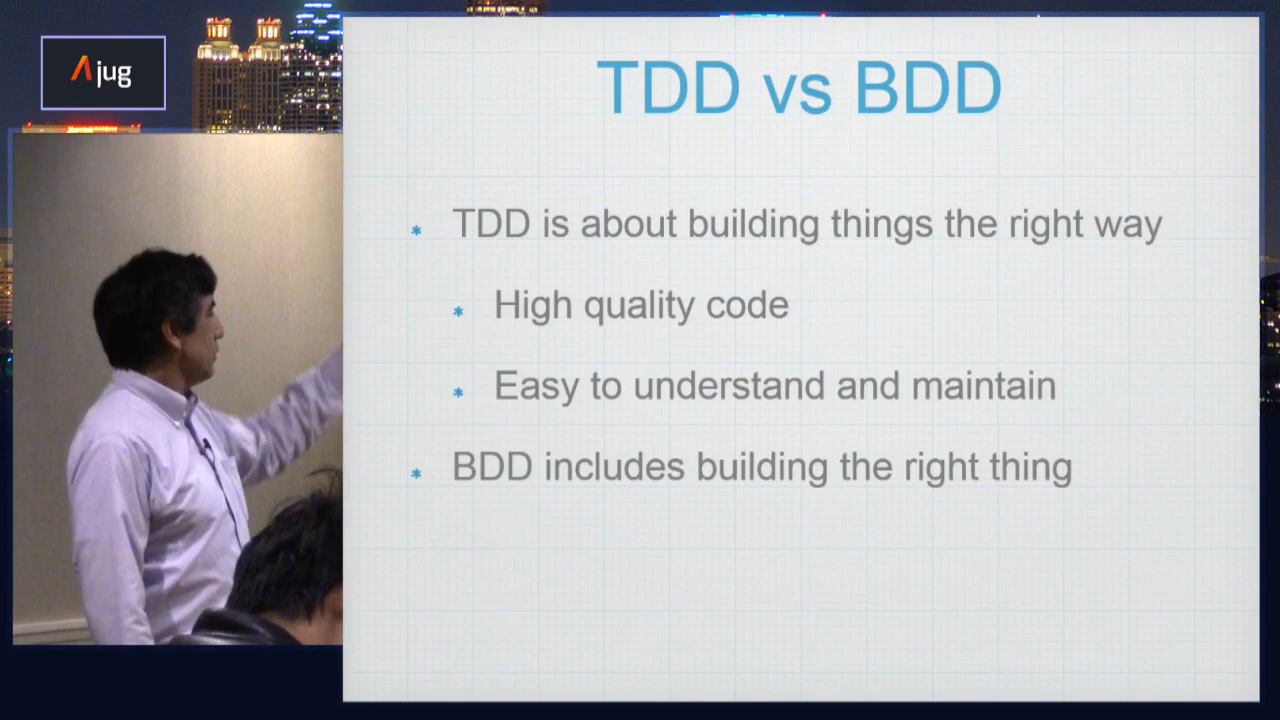 jug
TDD vs BDD
TDD is about building things the right way
High quality code
Easy to understand and maintain
BDD includes building the right thing